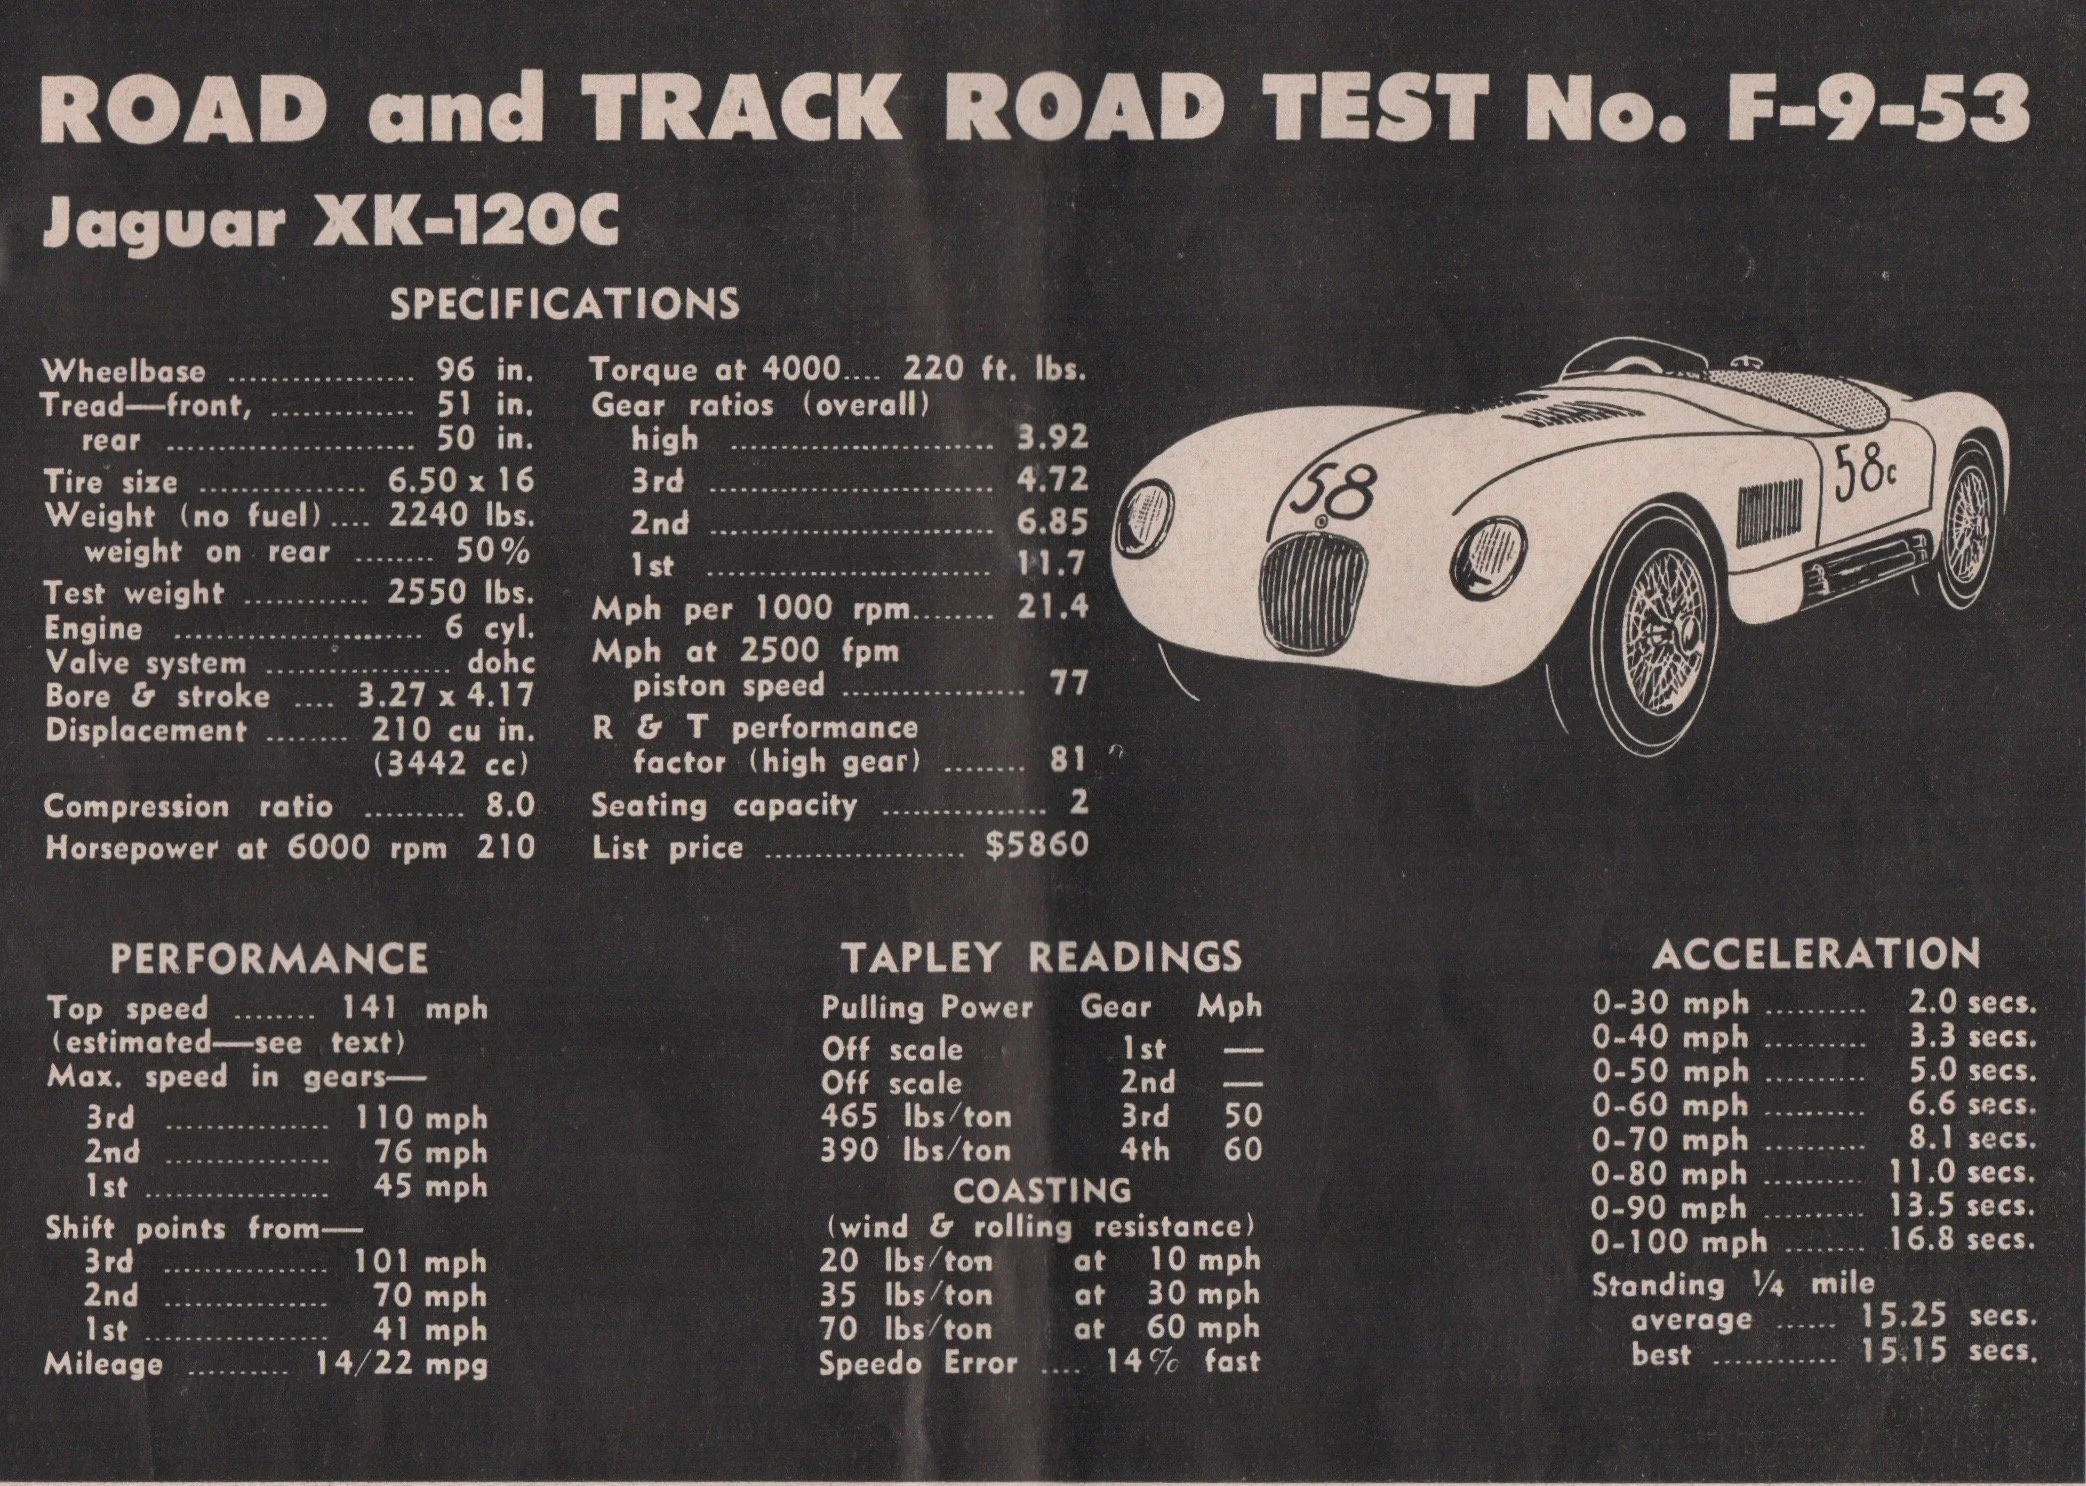 ROAD and TRACK ROAD TEST No. F-9-53
Jaguar XK-120C
SPECIFICATIONS
Wheelbase .................. 96 in.
Tread—front, .............. 51 in.
rear ......................... 50 in.
Tire size ................. 6.50 x 16
Weight (no fuel).... 2240 lbs.
weight on rear ........ 50%
Test weight ............ 2550 lbs.
Engine ......................... 6 cyl.
Valve system .................. dohc
Bore & stroke .... 3.27 x 4.17
Displacement ........ 210 cu in.
(3442 cc)
Compression ratio .......... 8.0
Horsepower at 6000 rpm 210
Torque at 4000.... 220 ft. lbs.
Gear ratios (overall)
high .......................... 3.92
3rd ............................ 4.72
2nd ............................ 6.85
1st ............................ 11.7
Mph per 1000 rpm........ 21.4
Mph at 2500 fpm
piston speed .................. 77
R & T performance
factor (high gear) ........ 81
Seating capacity ................ 2
List price .................... $5860
58
58c
PERFORMANCE
Top speed ........ 141 mph
(estimated—see text)
Max. speed in gears—
3rd ................ 110 mph
2nd ................ 76 mph
1st .................. 45 mph
Shift points from—
3rd ................ 101 mph
2nd ................ 70 mph
1st .................. 41 mph
Mileage .......... 14/22 mpg
TAPLEY READINGS
Pulling Power Gear Mph
Off scale 1st —
Off scale 2nd —
465 lbs/ton 3rd 50
390 lbs/ton 4th 60
COASTING
(wind & rolling resistance)
20 lbs/ton at 10 mph
35 lbs/ton at 30 mph
70 lbs/ton at 60 mph
Speedo Error .... 14% fast
ACCELERATION
0-30 mph .......... 2.0 secs.
0-40 mph .......... 3.3 secs.
0-50 mph .......... 5.0 secs.
0-60 mph .......... 6.6 secs.
0-70 mph .......... 8.1 secs.
0-80 mph .......... 11.0 secs.
0-90 mph .......... 13.5 secs.
0-100 mph ........ 16.8 secs.
Standing ¼ mile
average ...... 15.25 secs.
best ............ 15.15 secs.